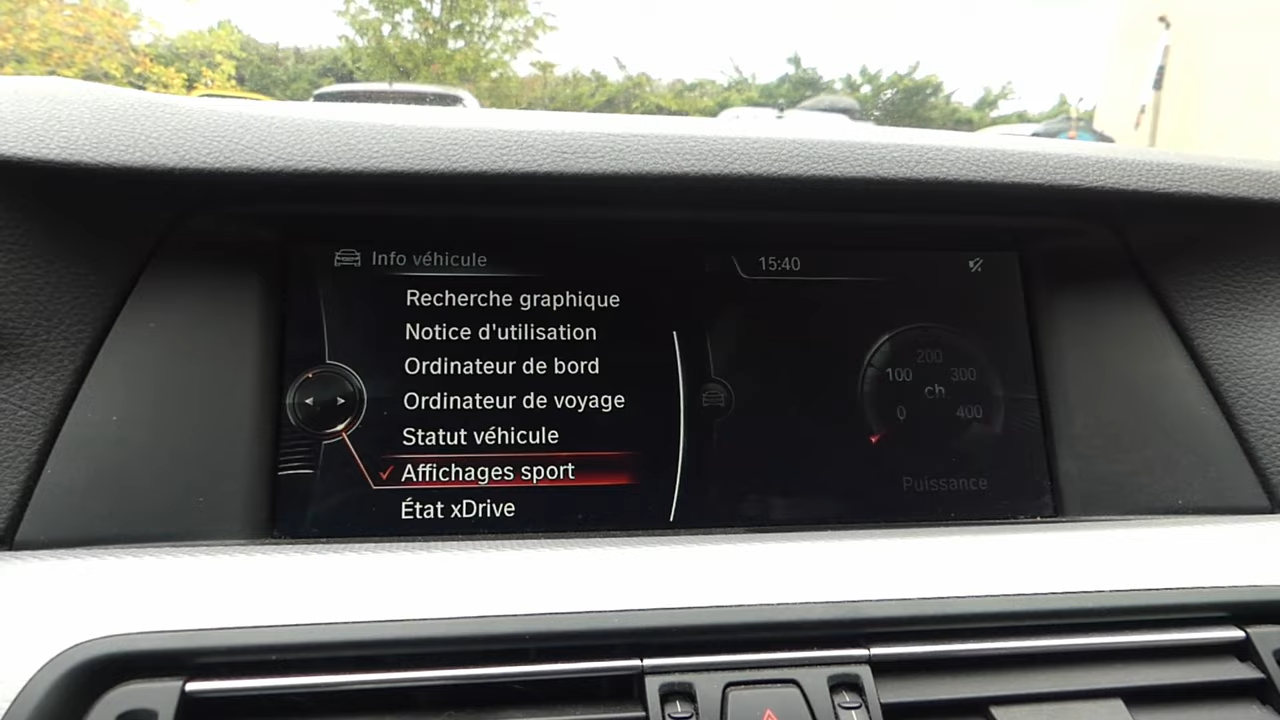 Info véhicule
15:40
Recherche graphique
Notice d'utilisation
Ordinateur de bord
Ordinateur de voyage
Statut véhicule
Affichages sport
État xDrive
200
100
300
ch
0
400
Puissance